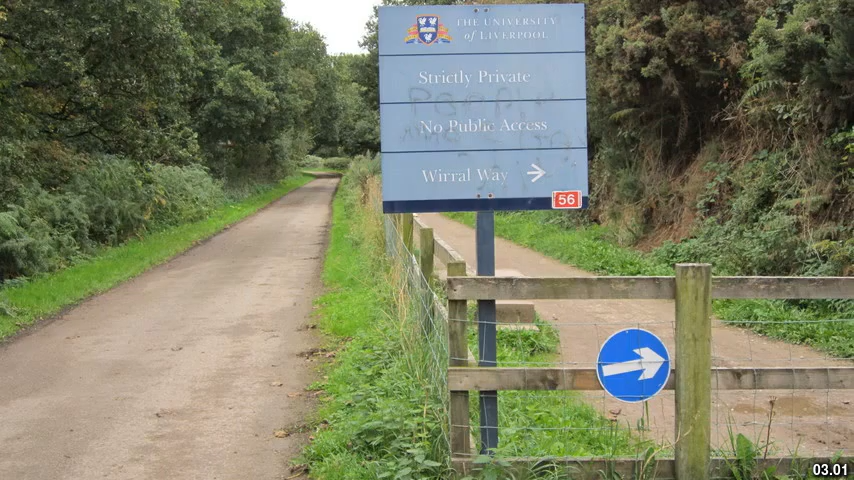 THE UNIVERSITY
of LIVERPOOL
Strictly Private
No Public Access
Wirral Way →
56
03.01